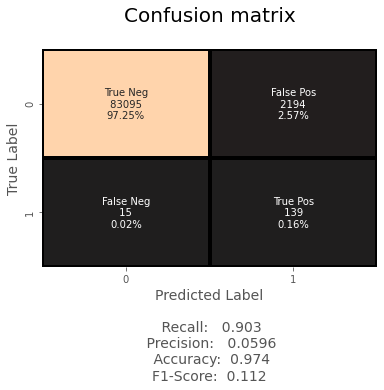 Confusion matrix
True Neg
83095
97.25%
False Pos
2194
2.57%
False Neg
15
0.02%
True Pos
139
0.16%
True Label
0
1
0
1
Predicted Label
Recall: 0.903
Precision: 0.0596
Accuracy: 0.974
F1-Score: 0.112